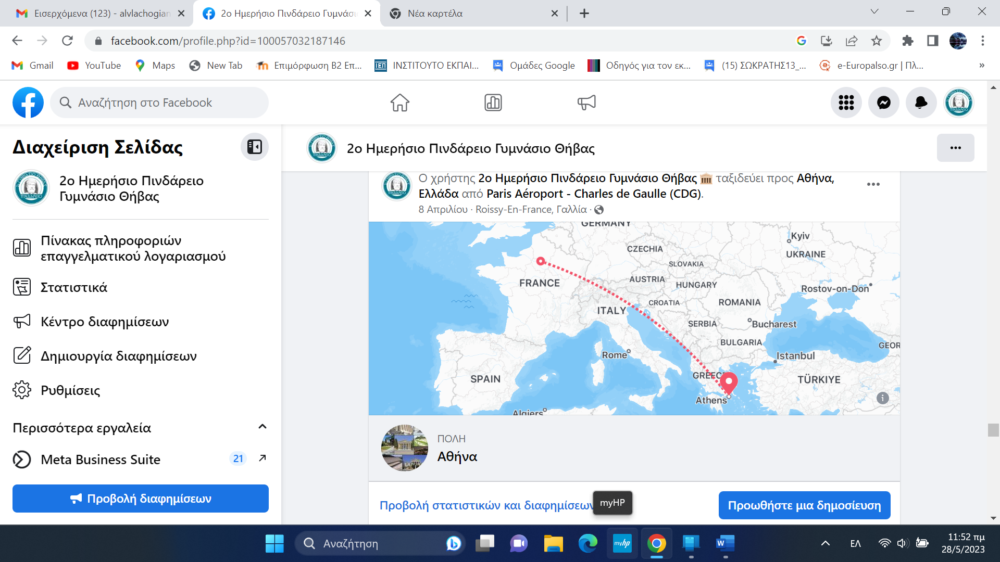 Εισερχόμενα (123) - alvlachogian
2ο Ημερήσιο Πινδάρειο Γυμνάσι
Νέα καρτέλα
facebook.com/profile.php?id=100057032187146
Gmail
YouTube
Maps
New Tab
Επιμόρφωση Β2 Επ...
ΙΕΠ
ΙΝΣΤΙΤΟΥΤΟ ΕΚΠΑΙ...
Ομάδες Google
Οδηγός για τον εκ...
(15) ΣΩΚΡΑΤΗΣ13_...
e-Europalso.gr | Πλ...
»
Αναζήτηση στο Facebook
Διαχείριση Σελίδας
2ο Ημερήσιο Πινδάρειο
Γυμνάσιο Θήβας
Πίνακας πληροφοριών
επαγγελματικού λογαριασμού
Στατιστικά
Κέντρο διαφημίσεων
Δημιουργία διαφημίσεων
Ρυθμίσεις
Περισσότερα εργαλεία
Meta Business Suite
21
Προβολή διαφημίσεων
2ο Ημερήσιο Πινδάρειο Γυμνάσιο Θήβας
Ο χρήστης 2ο Ημερήσιο Πινδάρειο Γυμνάσιο Θήβας ταξιδεύει προς Αθήνα,
Ελλάδα από Paris Aéroport - Charles de Gaulle (CDG).
8 Απριλίου · Roissy-En-France, Γαλλία ·
GERMANY
Kyiv
CZECHIA
UKRAINE
SLOVAKIA
AUSTRIA
FRANCE
HUNGARY
Rostov-on-Don
CROATIA
ROMANIA
ITALY
SERBIA
Bucharest
BULGARIA
GEOR
Rome
Istanbul
SPAIN
GREEC
TÜRKIYE
Athens
Algiers
ΠΟΛΗ
Αθήνα
Προβολή στατιστικών και διαφημίσεων
myHP
Προωθήστε μια δημοσίευση
Αναζήτηση
myhp
ΕΛ
11:52 πμ
28/5/2023